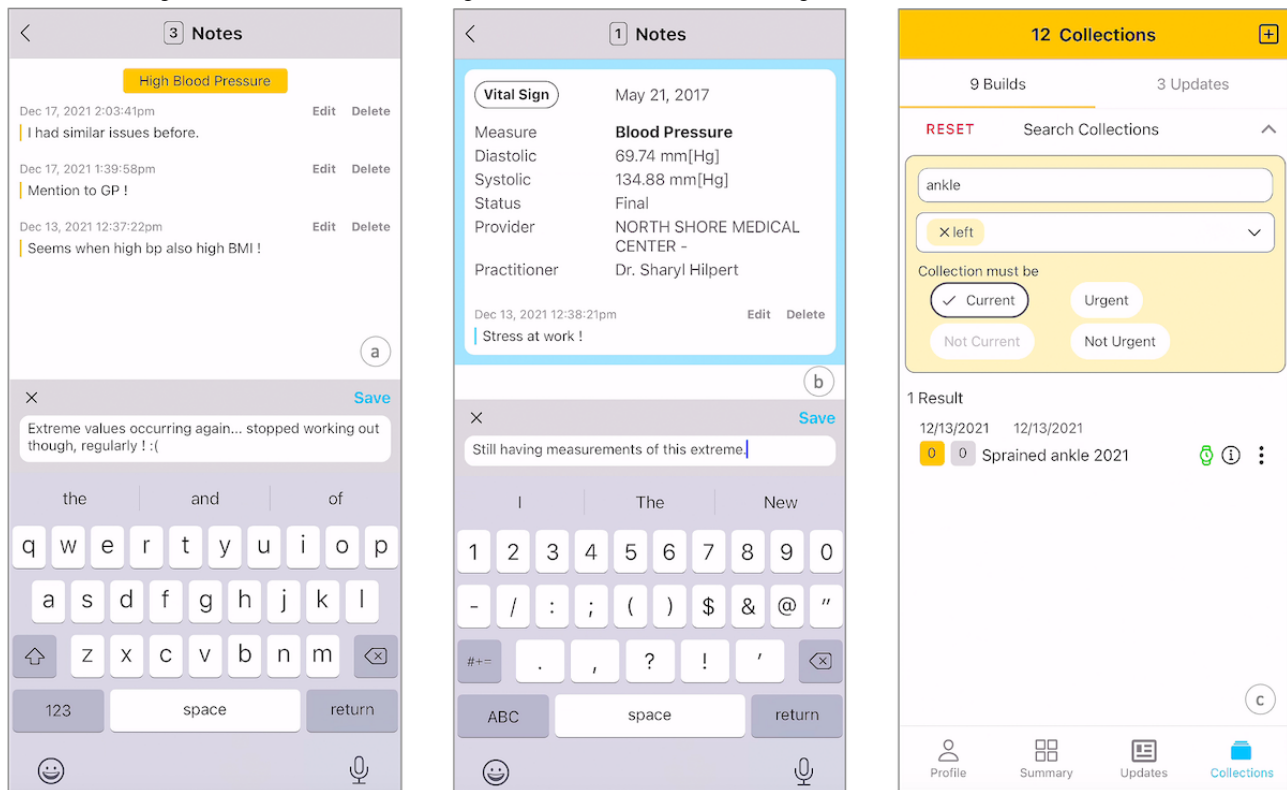 3 Notes
High Blood Pressure
Dec 17, 2021 2:03:41pm Edit Delete
I had similar issues before.
Dec 17, 2021 1:39:58pm Edit Delete
Mention to GP !
Dec 13, 2021 12:37:22pm Edit Delete
Seems when high bp also high BMI !
a
Save
Extreme values occurring again... stopped working out
though, regularly ! :(
the and of
q w e r t y u i o p
a s d f g h j k l
z x c v b n m
123 space return
1 Notes
Vital Sign May 21, 2017
Measure Blood Pressure
Diastolic 69.74 mm[Hg]
Systolic 134.88 mm[Hg]
Status Final
Provider NORTH SHORE MEDICAL
CENTER -
Practitioner Dr. Sharyl Hilpert
Dec 13, 2021 12:38:21pm Edit Delete
Stress at work !
b
Save
Still having measurements of this extreme.
I The New
1 2 3 4 5 6 7 8 9 0
- / : ; ( ) $ & @ "
#+= . , ? ! '
ABC space return
12 Collections
9 Builds 3 Updates
RESET Search Collections
ankle
left
Collection must be
Current Urgent
Not Current Not Urgent
1 Result
12/13/2021 12/13/2021
0 0 Sprained ankle 2021
c
Profile Summary Updates Collections